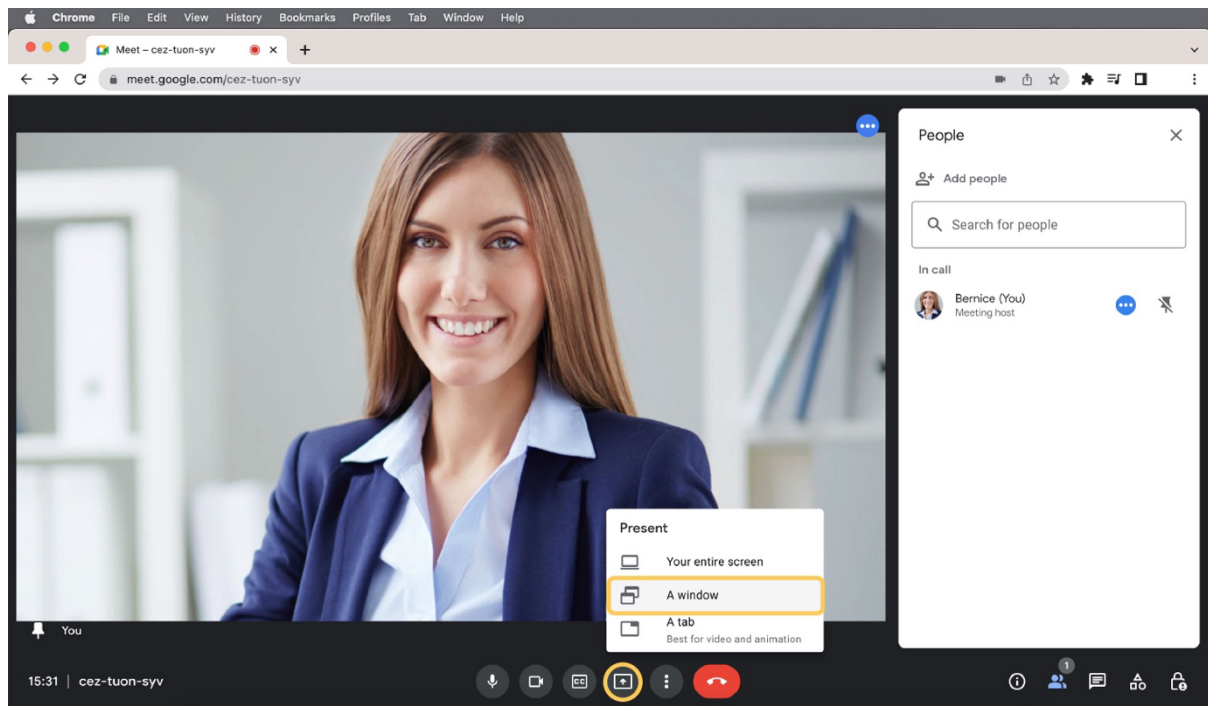 Chrome File Edit View History Bookmarks Profiles Tab Window Help
Meet – cez-tuon-syv
meet.google.com/cez-tuon-syv
People
Add people
Search for people
In call
Bernice (You)
Meeting host
Present
Your entire screen
A window
A tab
Best for video and animation
You
15:31 | cez-tuon-syv
CC
1